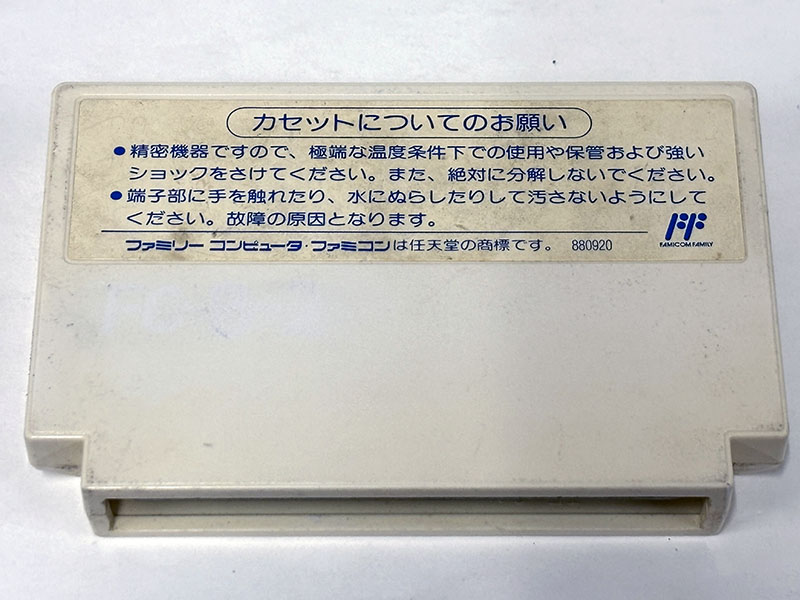 カセットについてのお願い
●精密機器ですので、極端な温度条件下での使用や保管および強い
ショックをさけてください。また、絶対に分解しないでください。
●端子部に手を触れたり、水にぬらしたりして汚さないようにして
ください。故障の原因となります。
ファミリー コンピュータ・ファミコンは任天堂の商標です。 880920
FF
FAMICOM FAMILY